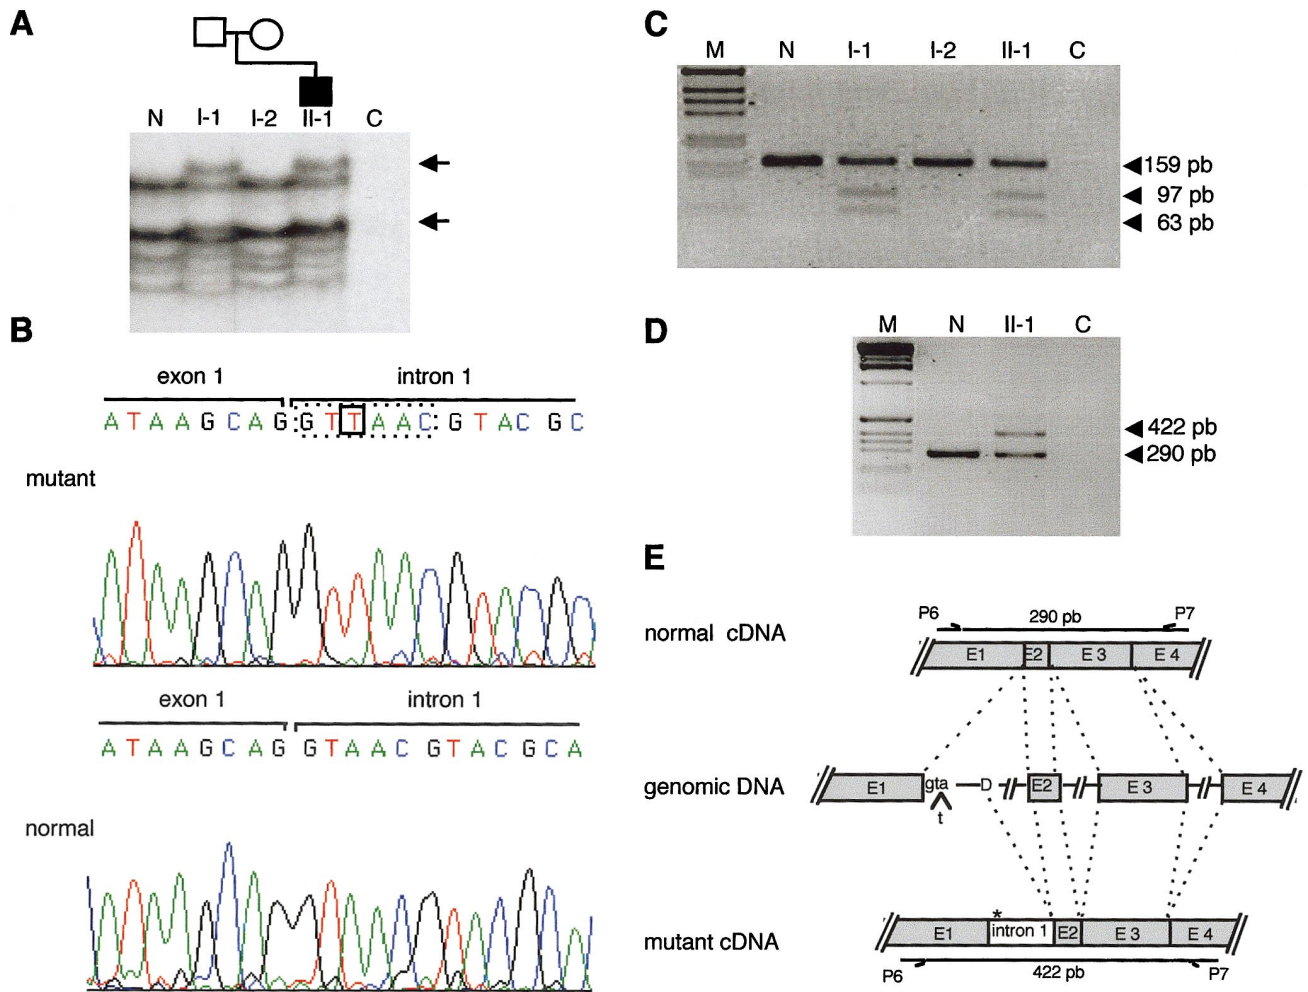 A
N I-1 I-2 II-1 C
B
exon 1 intron 1
A T A A G C A G G T T A A C G T A C G C
mutant
exon 1 intron 1
A T A A G C A G G T A A C G T A C G C A
normal
C
M N I-1 I-2 II-1 C
159 pb
97 pb
63 pb
D
M N II-1 C
422 pb
290 pb
E
P6 290 pb P7
normal cDNA
E1 E2 E 3 E 4
genomic DNA
E1 gta D E2 E 3 E 4
t
*
mutant cDNA
E1 intron 1 E2 E 3 E 4
P6 422 pb P7